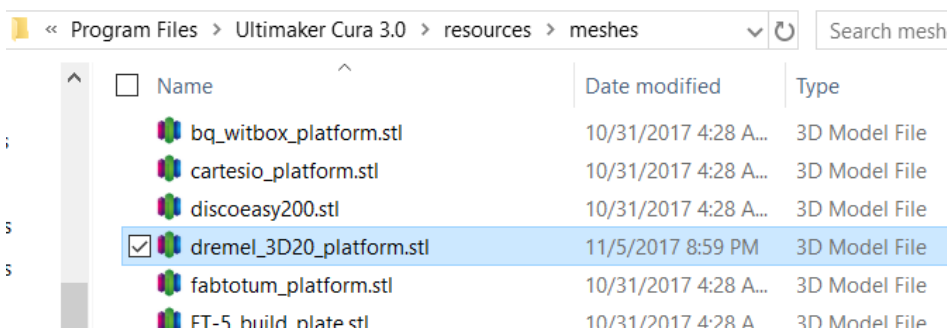 « Program Files > Ultimaker Cura 3.0 > resources > meshes Search mesh
Name Date modified Type
bq_witbox_platform.stl 10/31/2017 4:28 A... 3D Model File
cartesio_platform.stl 10/31/2017 4:28 A... 3D Model File
discoeasy200.stl 10/31/2017 4:28 A... 3D Model File
dremel_3D20_platform.stl 11/5/2017 8:59 PM 3D Model File
fabtotum_platform.stl 10/31/2017 4:28 A... 3D Model File
FT-5_build_plate.stl 10/31/2017 4:28 A... 3D Model File